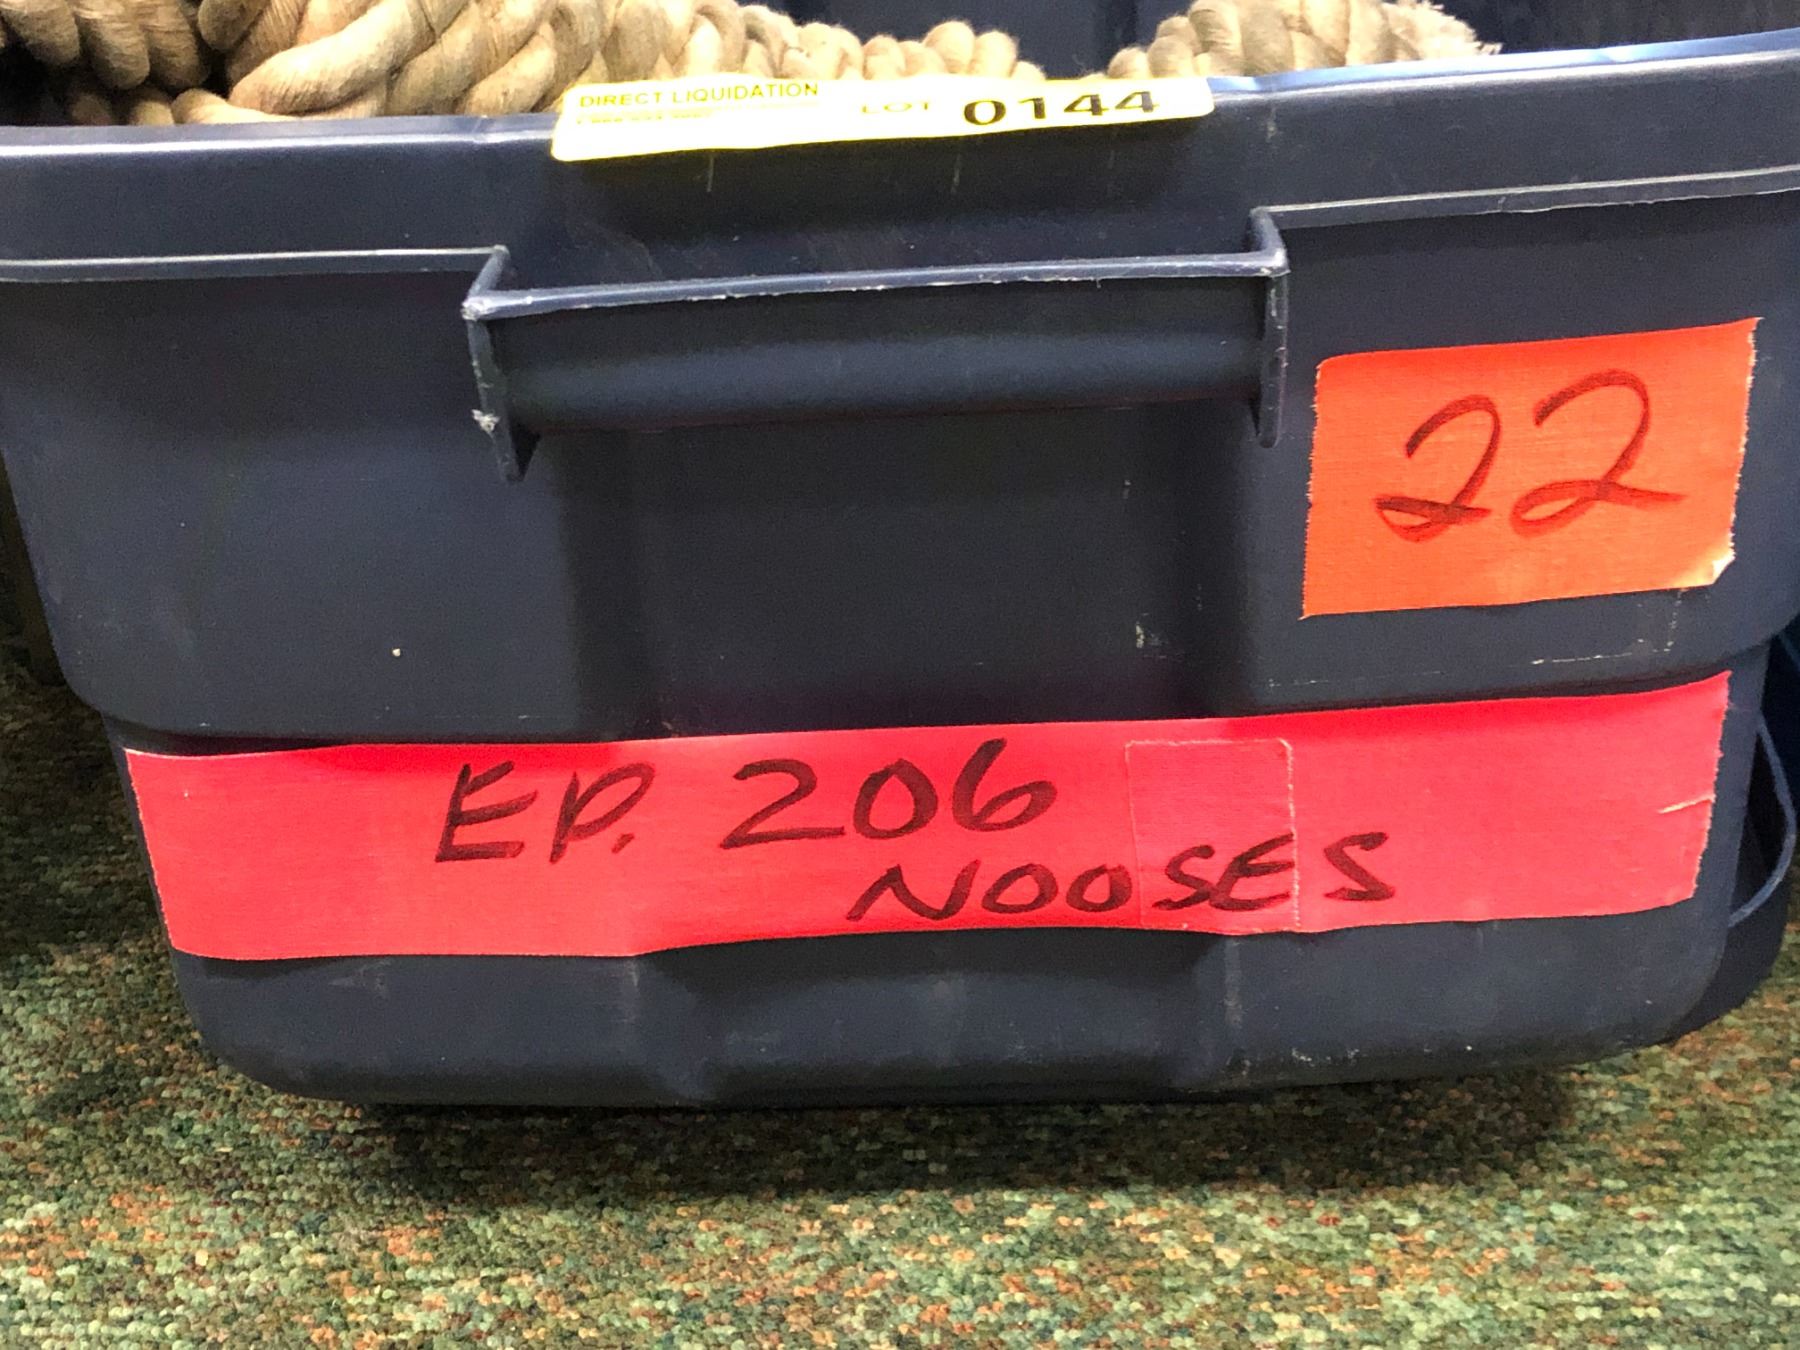 DIRECT LIQUIDATION
LOT 0144
22
EP. 206
NOOSES